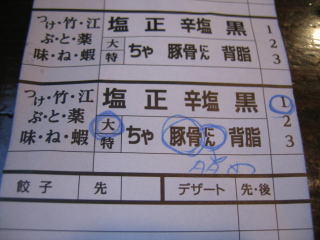 つけ・竹・江 塩 正 辛塩 黒 1
ぶ・と・薬 大 2
味・ね・蝦 特 ちゃ 豚骨 にん 背脂 3
つけ・竹・江 塩 正 辛塩 黒 1
ぶ・と・薬 大 2
味・ね・蝦 特 ちゃ 豚骨 にん 背脂 3
餃子 先 デザート 先・後